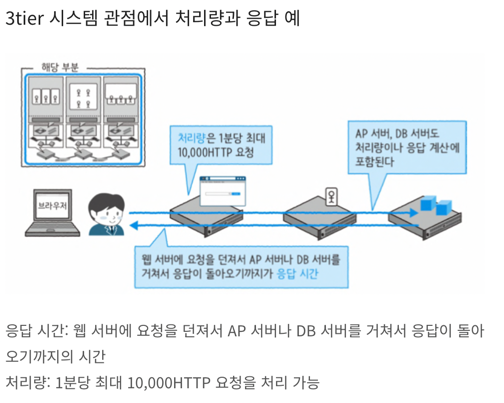 3tier 시스템 관점에서 처리량과 응답 예
해당 부분
처리량은 1분당 최대
10,000HTTP 요청
AP 서버, DB 서버도
처리량이나 응답 계산에
포함된다
브라우저
웹 서버에 요청을 던져서 AP 서버나 DB 서버를
거쳐서 응답이 돌아오기까지가 응답 시간
응답 시간: 웹 서버에 요청을 던져서 AP 서버나 DB 서버를 거쳐서 응답이 돌아
오기까지의 시간
처리량: 1분당 최대 10,000HTTP 요청을 처리 가능